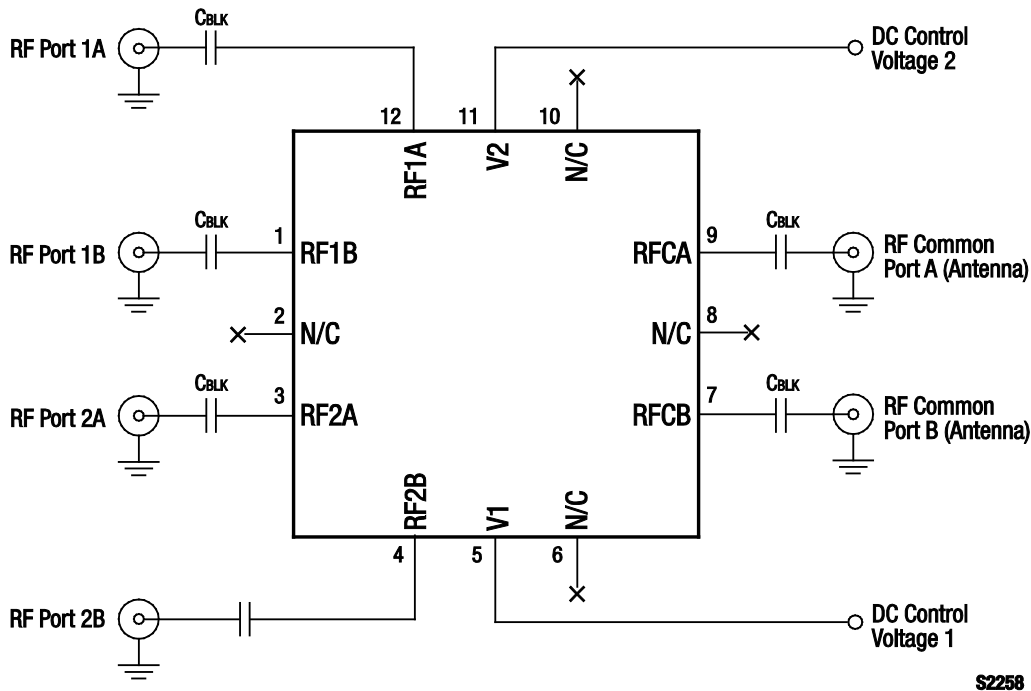 CBLK
RF Port 1A
DC Control
Voltage 2
12
11
10
RF1A
V2
N/C
CBLK
RF Port 1B
1
RF1B
RFCA
9
CBLK
RF Common
Port A (Antenna)
2
N/C
N/C
8
CBLK
RF Port 2A
3
RF2A
RFCB
7
CBLK
RF Common
Port B (Antenna)
RF2B
V1
N/C
4
5
6
RF Port 2B
DC Control
Voltage 1
S2258